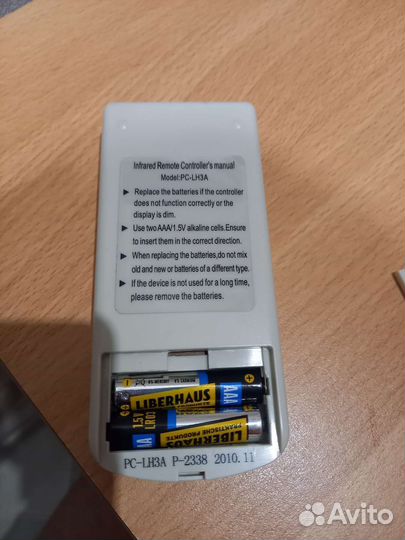 Infrared Remote Controller's manual
Model:PC-LH3A
▶ Replace the batteries if the controller
does not function correctly or the
display is dim.
▶ Use two AAA/1.5V alkaline cells.Ensure
to insert them in the correct direction.
▶ When replacing the batteries,do not mix
old and new or batteries of a different type.
▶ If the device is not used for a long time,
please remove the batteries.
LIBERHAUS
AAA
+
AA
1.5V
LR03
LIBERHAUS
PRAKTISCHE PRODUKTE
PC-LH3A P-2338 2010.11
Avito